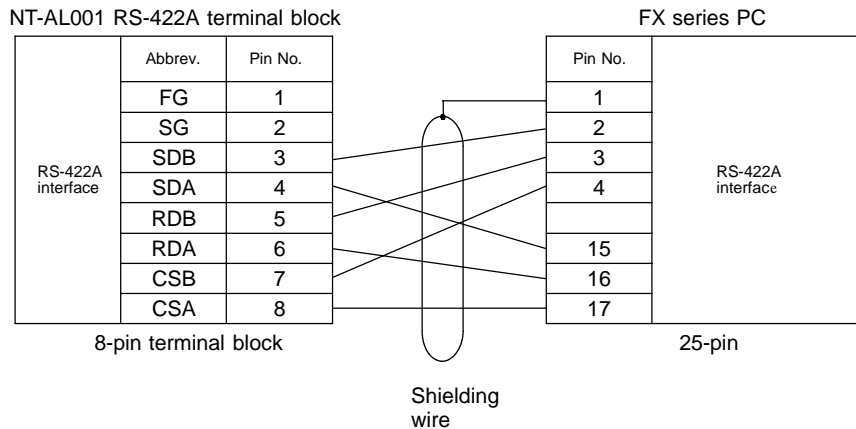 NT-AL001 RS-422A terminal block
FX series PC
Abbrev. Pin No. Pin No.
FG 1 1
SG 2 2
SDB 3 3
SDA 4 4
RDB 5
RDA 6 15
CSB 7 16
CSA 8 17
RS-422A
interface
RS-422A
interface
8-pin terminal block
25-pin
Shielding
wire